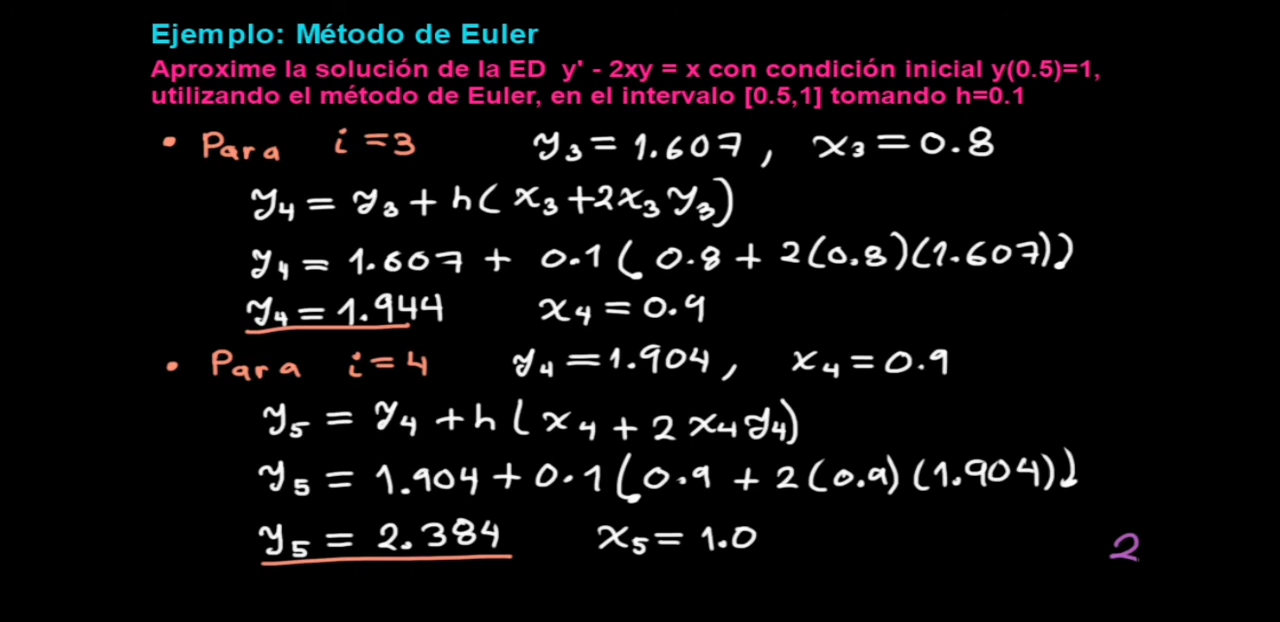 Ejemplo: Método de Euler
Aproxime la solución de la ED y' - 2xy = x con condición inicial y(0.5)=1,
utilizando el método de Euler, en el intervalo [0.5,1] tomando h=0.1
• Para i=3 y₃=1.607, x₃=0.8
y₄ = y₃ + h(x₃+2x₃y₃)
y₄ = 1.607 + 0.1(0.8 + 2(0.8)(1.607))
y₄ = 1.944 x₄ = 0.9
• Para i=4 y₄=1.904, x₄=0.9
y₅ = y₄ + h(x₄ + 2x₄y₄)
y₅ = 1.904 + 0.1(0.9 + 2(0.9)(1.904))
y₅ = 2.384 x₅ = 1.0
2